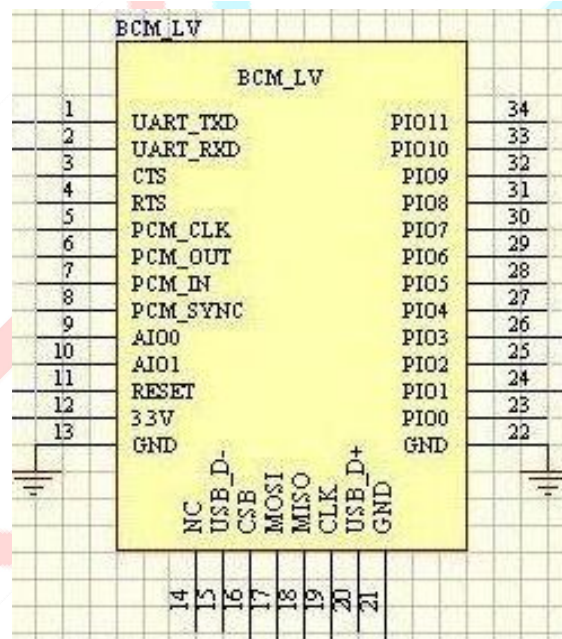 BCM_LV
BCM_LV
1 UART_TXD PIO11 34
2 UART_RXD PIO10 33
3 CTS PIO9 32
4 RTS PIO8 31
5 PCM_CLK PIO7 30
6 PCM_OUT PIO6 29
7 PCM_IN PIO5 28
8 PCM_SYNC PIO4 27
9 AIO0 PIO3 26
10 AIO1 PIO2 25
11 RESET PIO1 24
12 3.3V PIO0 23
13 GND GND 22
NC USB_D- CSB MOSI MISO CLK USB_D+ GND
14 15 16 17 18 19 20 21